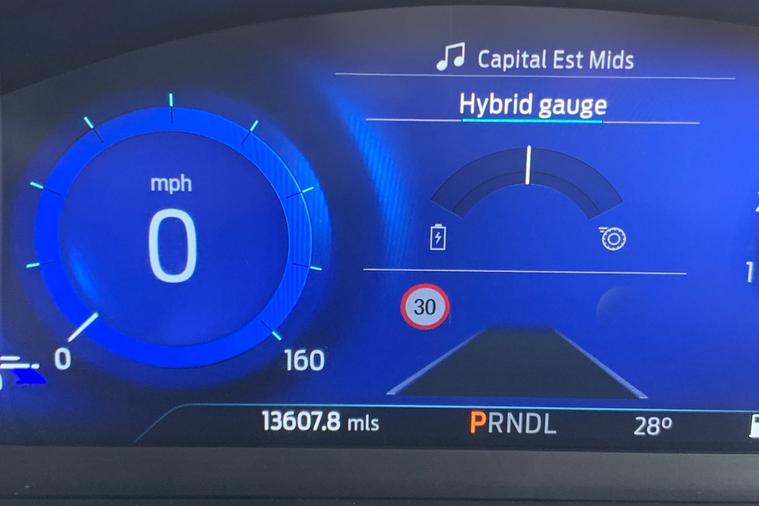 Capital Est Mids
Hybrid gauge
mph
0
30
0
160
13607.8 mls
PRNDL
28º